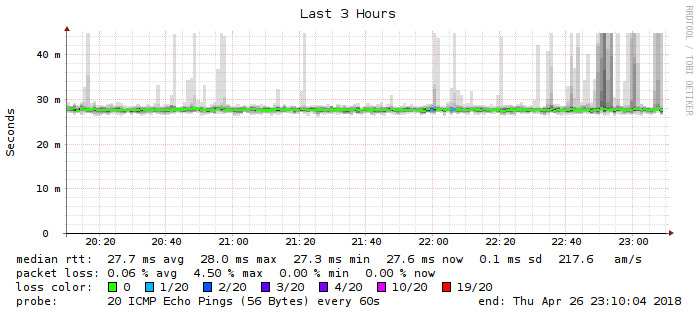 Last 3 Hours
RRDTOOL / TOBI OETIKER
Seconds
40 m
30 m
20 m
10 m
0
20:20 20:40 21:00 21:20 21:40 22:00 22:20 22:40 23:00
median rtt: 27.7 ms avg 28.0 ms max 27.3 ms min 27.6 ms now 0.1 ms sd 217.6 am/s
packet loss: 0.06 % avg 4.50 % max 0.00 % min 0.00 % now
loss color: 0 1/20 2/20 3/20 4/20 10/20 19/20
probe: 20 ICMP Echo Pings (56 Bytes) every 60s end: Thu Apr 26 23:10:04 2018